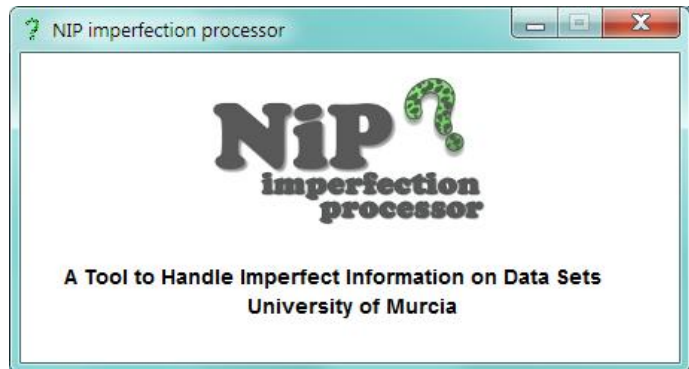 NIP imperfection processor
NiP?
imperfection
processor
A Tool to Handle Imperfect Information on Data Sets
University of Murcia